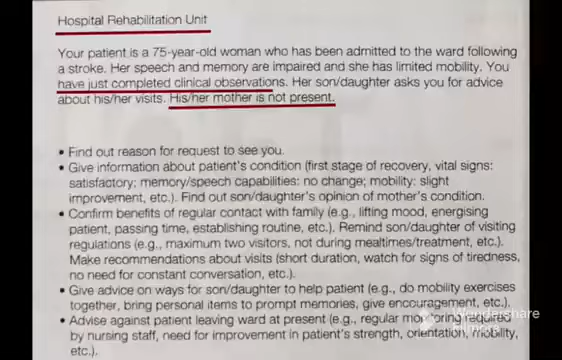 Hospital Rehabilitation Unit
Your patient is a 75-year-old woman who has been admitted to the ward following
a stroke. Her speech and memory are impaired and she has limited mobility. You
have just completed clinical observations. Her son/daughter asks you for advice
about his/her visits. His/her mother is not present.
• Find out reason for request to see you.
• Give information about patient's condition (first stage of recovery, vital signs:
satisfactory; memory/speech capabilities: no change; mobility: slight
improvement, etc.). Find out son/daughter's opinion of mother's condition.
• Confirm benefits of regular contact with family (e.g., lifting mood, energising
patient, passing time, establishing routine, etc.). Remind son/daughter of visiting
regulations (e.g., maximum two visitors, not during mealtimes/treatment, etc.).
Make recommendations about visits (short duration, watch for signs of tiredness,
no need for constant conversation, etc.).
• Give advice on ways for son/daughter to help patient (e.g., do mobility exercises
together, bring personal items to prompt memories, give encouragement, etc.).
• Advise against patient leaving ward at present (e.g., regular monitoring required
by nursing staff, need for improvement in patient's strength, orientation, mobility,
etc.).
Wondershare